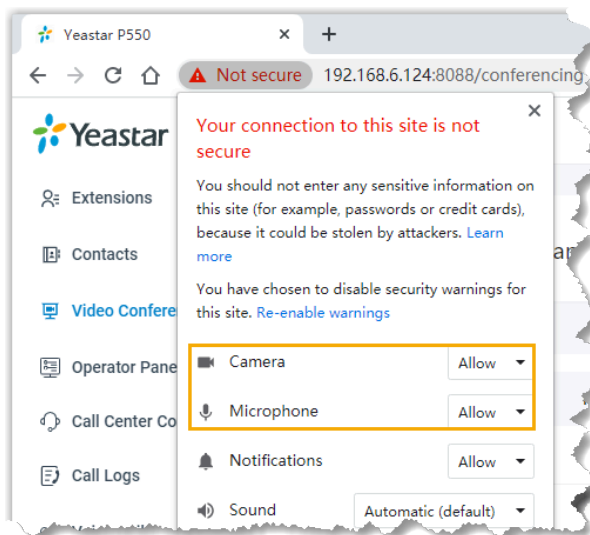 Yeastar P550
Not secure 192.168.6.124:8088/conferencing
Yeastar
Your connection to this site is not
secure
You should not enter any sensitive information on
this site (for example, passwords or credit cards),
because it could be stolen by attackers. Learn
more
You have chosen to disable security warnings for
this site. Re-enable warnings
Extensions
Contacts
Video Confere
Operator Pane
Call Center Co
Call Logs
Camera Allow
Microphone Allow
Notifications Allow
Sound Automatic (default)